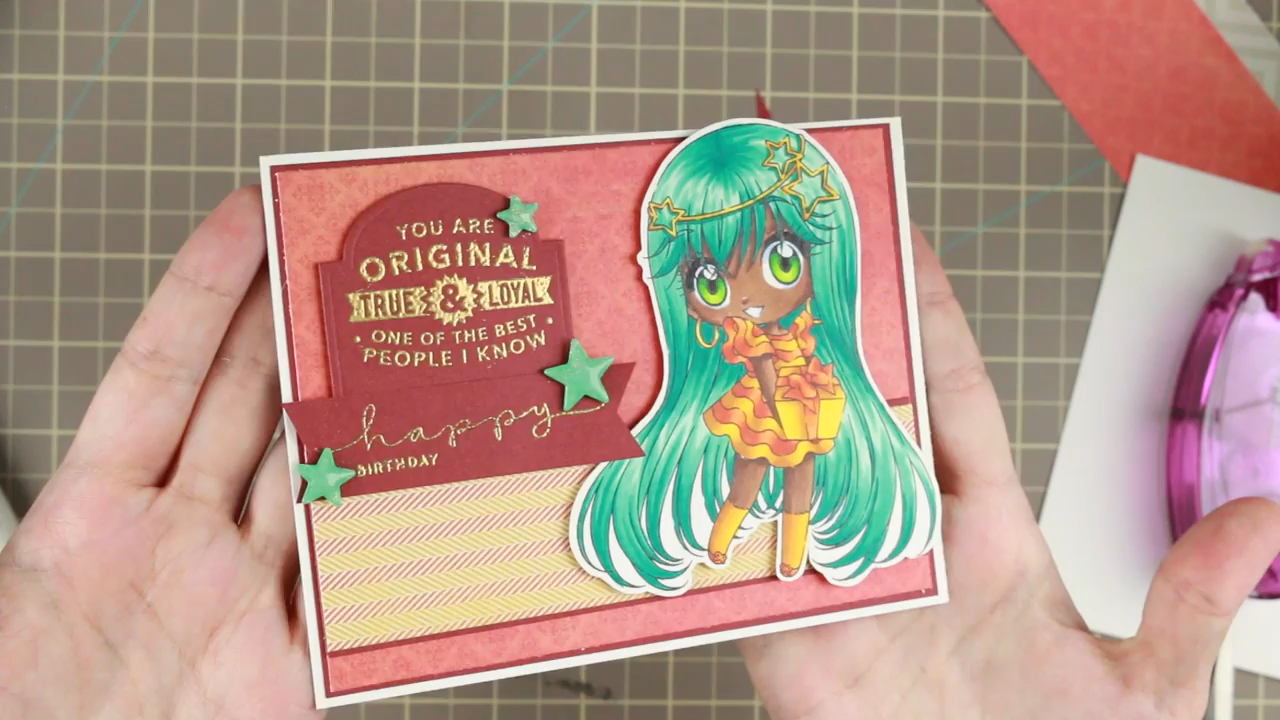 YOU ARE
ORIGINAL
TRUE & LOYAL
• ONE OF THE BEST •
PEOPLE I KNOW
happy
BIRTHDAY